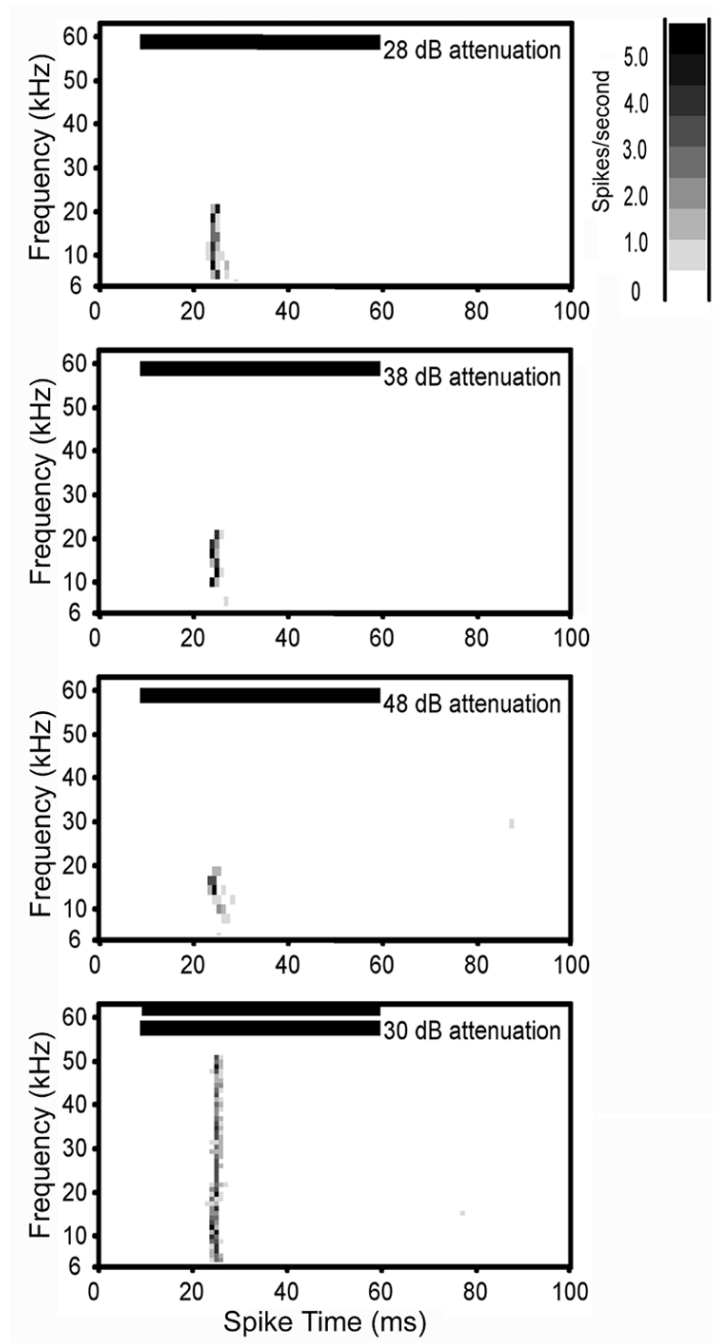 Frequency (kHz)
60
50
40
30
20
10
6
28 dB attenuation
0 20 40 60 80 100
Spikes/second
5.0
4.0
3.0
2.0
1.0
0
Frequency (kHz)
60
50
40
30
20
10
6
38 dB attenuation
0 20 40 60 80 100
Frequency (kHz)
60
50
40
30
20
10
6
48 dB attenuation
0 20 40 60 80 100
Frequency (kHz)
60
50
40
30
20
10
6
30 dB attenuation
0 20 40 60 80 100
Spike Time (ms)